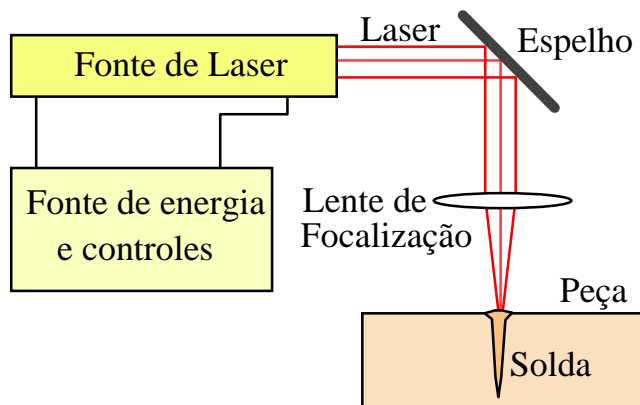 Laser
Espelho
Fonte de Laser
Fonte de energia
e controles
Lente de
Focalização
Peça
Solda